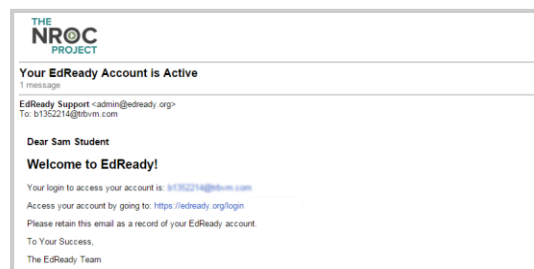 THE
NROC
PROJECT
Your EdReady Account is Active
1 message
EdReady Support <admin@edready.org>
To: b1352214@trbvm.com
Dear Sam Student
Welcome to EdReady!
Your login to access your account is: b1352214@trbvm.com
Access your account by going to: https://edready.org/login
Please retain this email as a record of your EdReady account.
To Your Success,
The EdReady Team